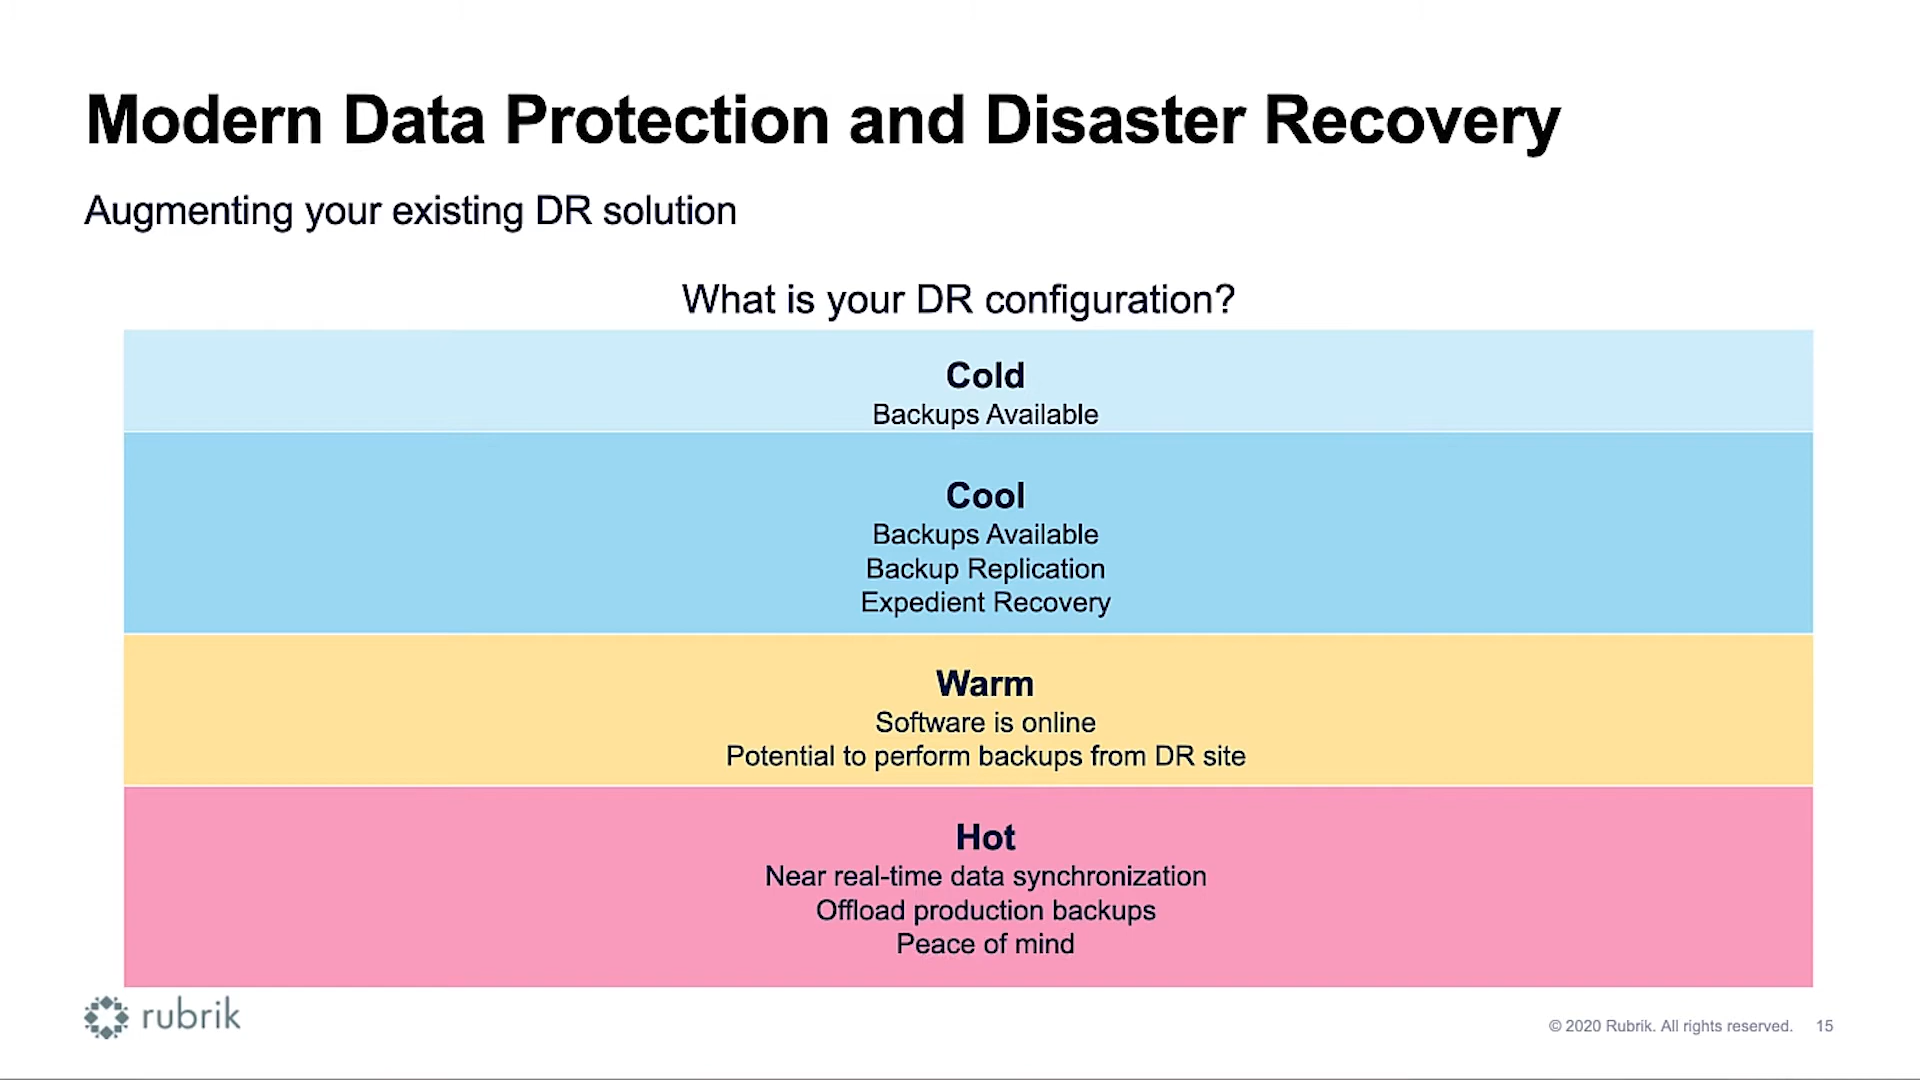 Modern Data Protection and Disaster Recovery
Augmenting your existing DR solution
What is your DR configuration?
Cold
Backups Available
Cool
Backups Available
Backup Replication
Expedient Recovery
Warm
Software is online
Potential to perform backups from DR site
Hot
Near real-time data synchronization
Offload production backups
Peace of mind
rubrik
© 2020 Rubrik. All rights reserved. 15